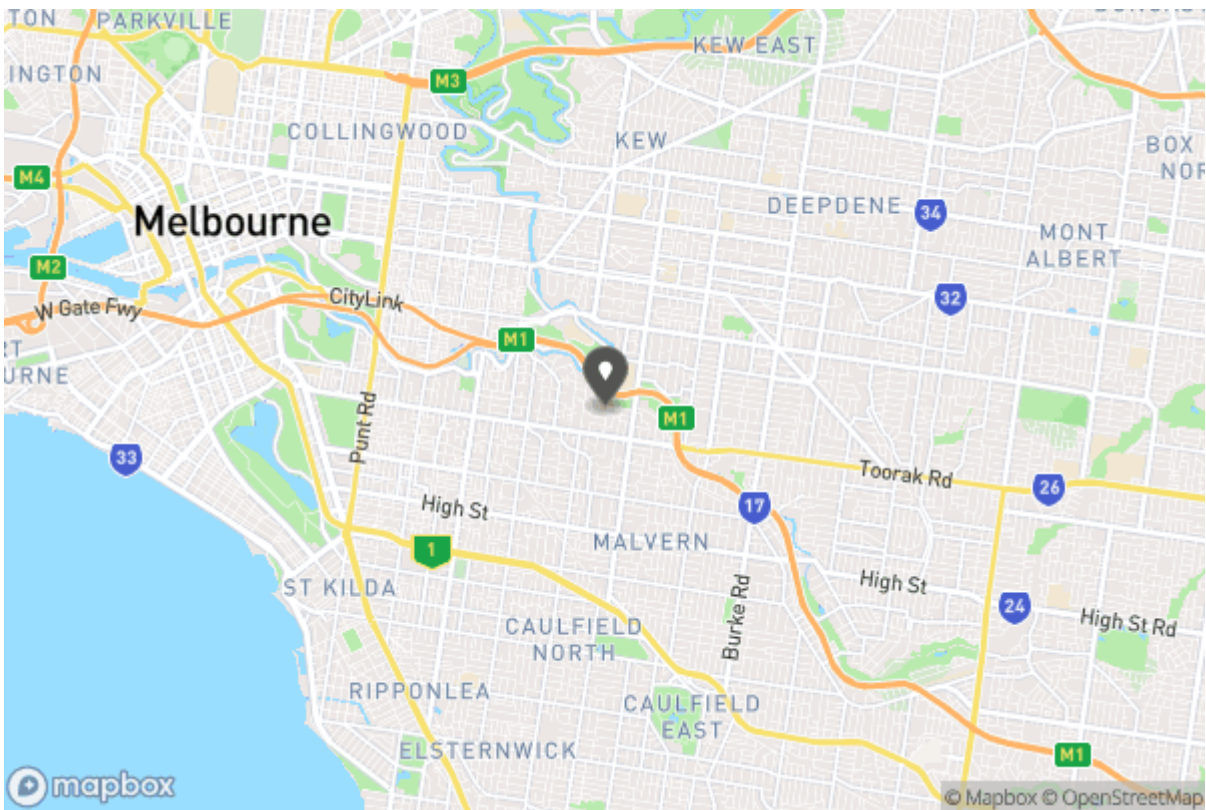 TON
PARKVILLE
KEW EAST
INGTON
M3
COLLINGWOOD
KEW
BOX
NOR
M4
DEEPDENE
34
Melbourne
MONT
ALBERT
M2
32
CityLink
W Gate Fwy
M1
RT
URNE
M1
Punt Rd
33
Toorak Rd
26
High St
17
MALVERN
1
High St
ST KILDA
24
High St Rd
Burke Rd
CAULFIELD
NORTH
RIPPONLEA
CAULFIELD
EAST
ELSTERNWICK
M1
mapbox
© Mapbox © OpenStreetMap